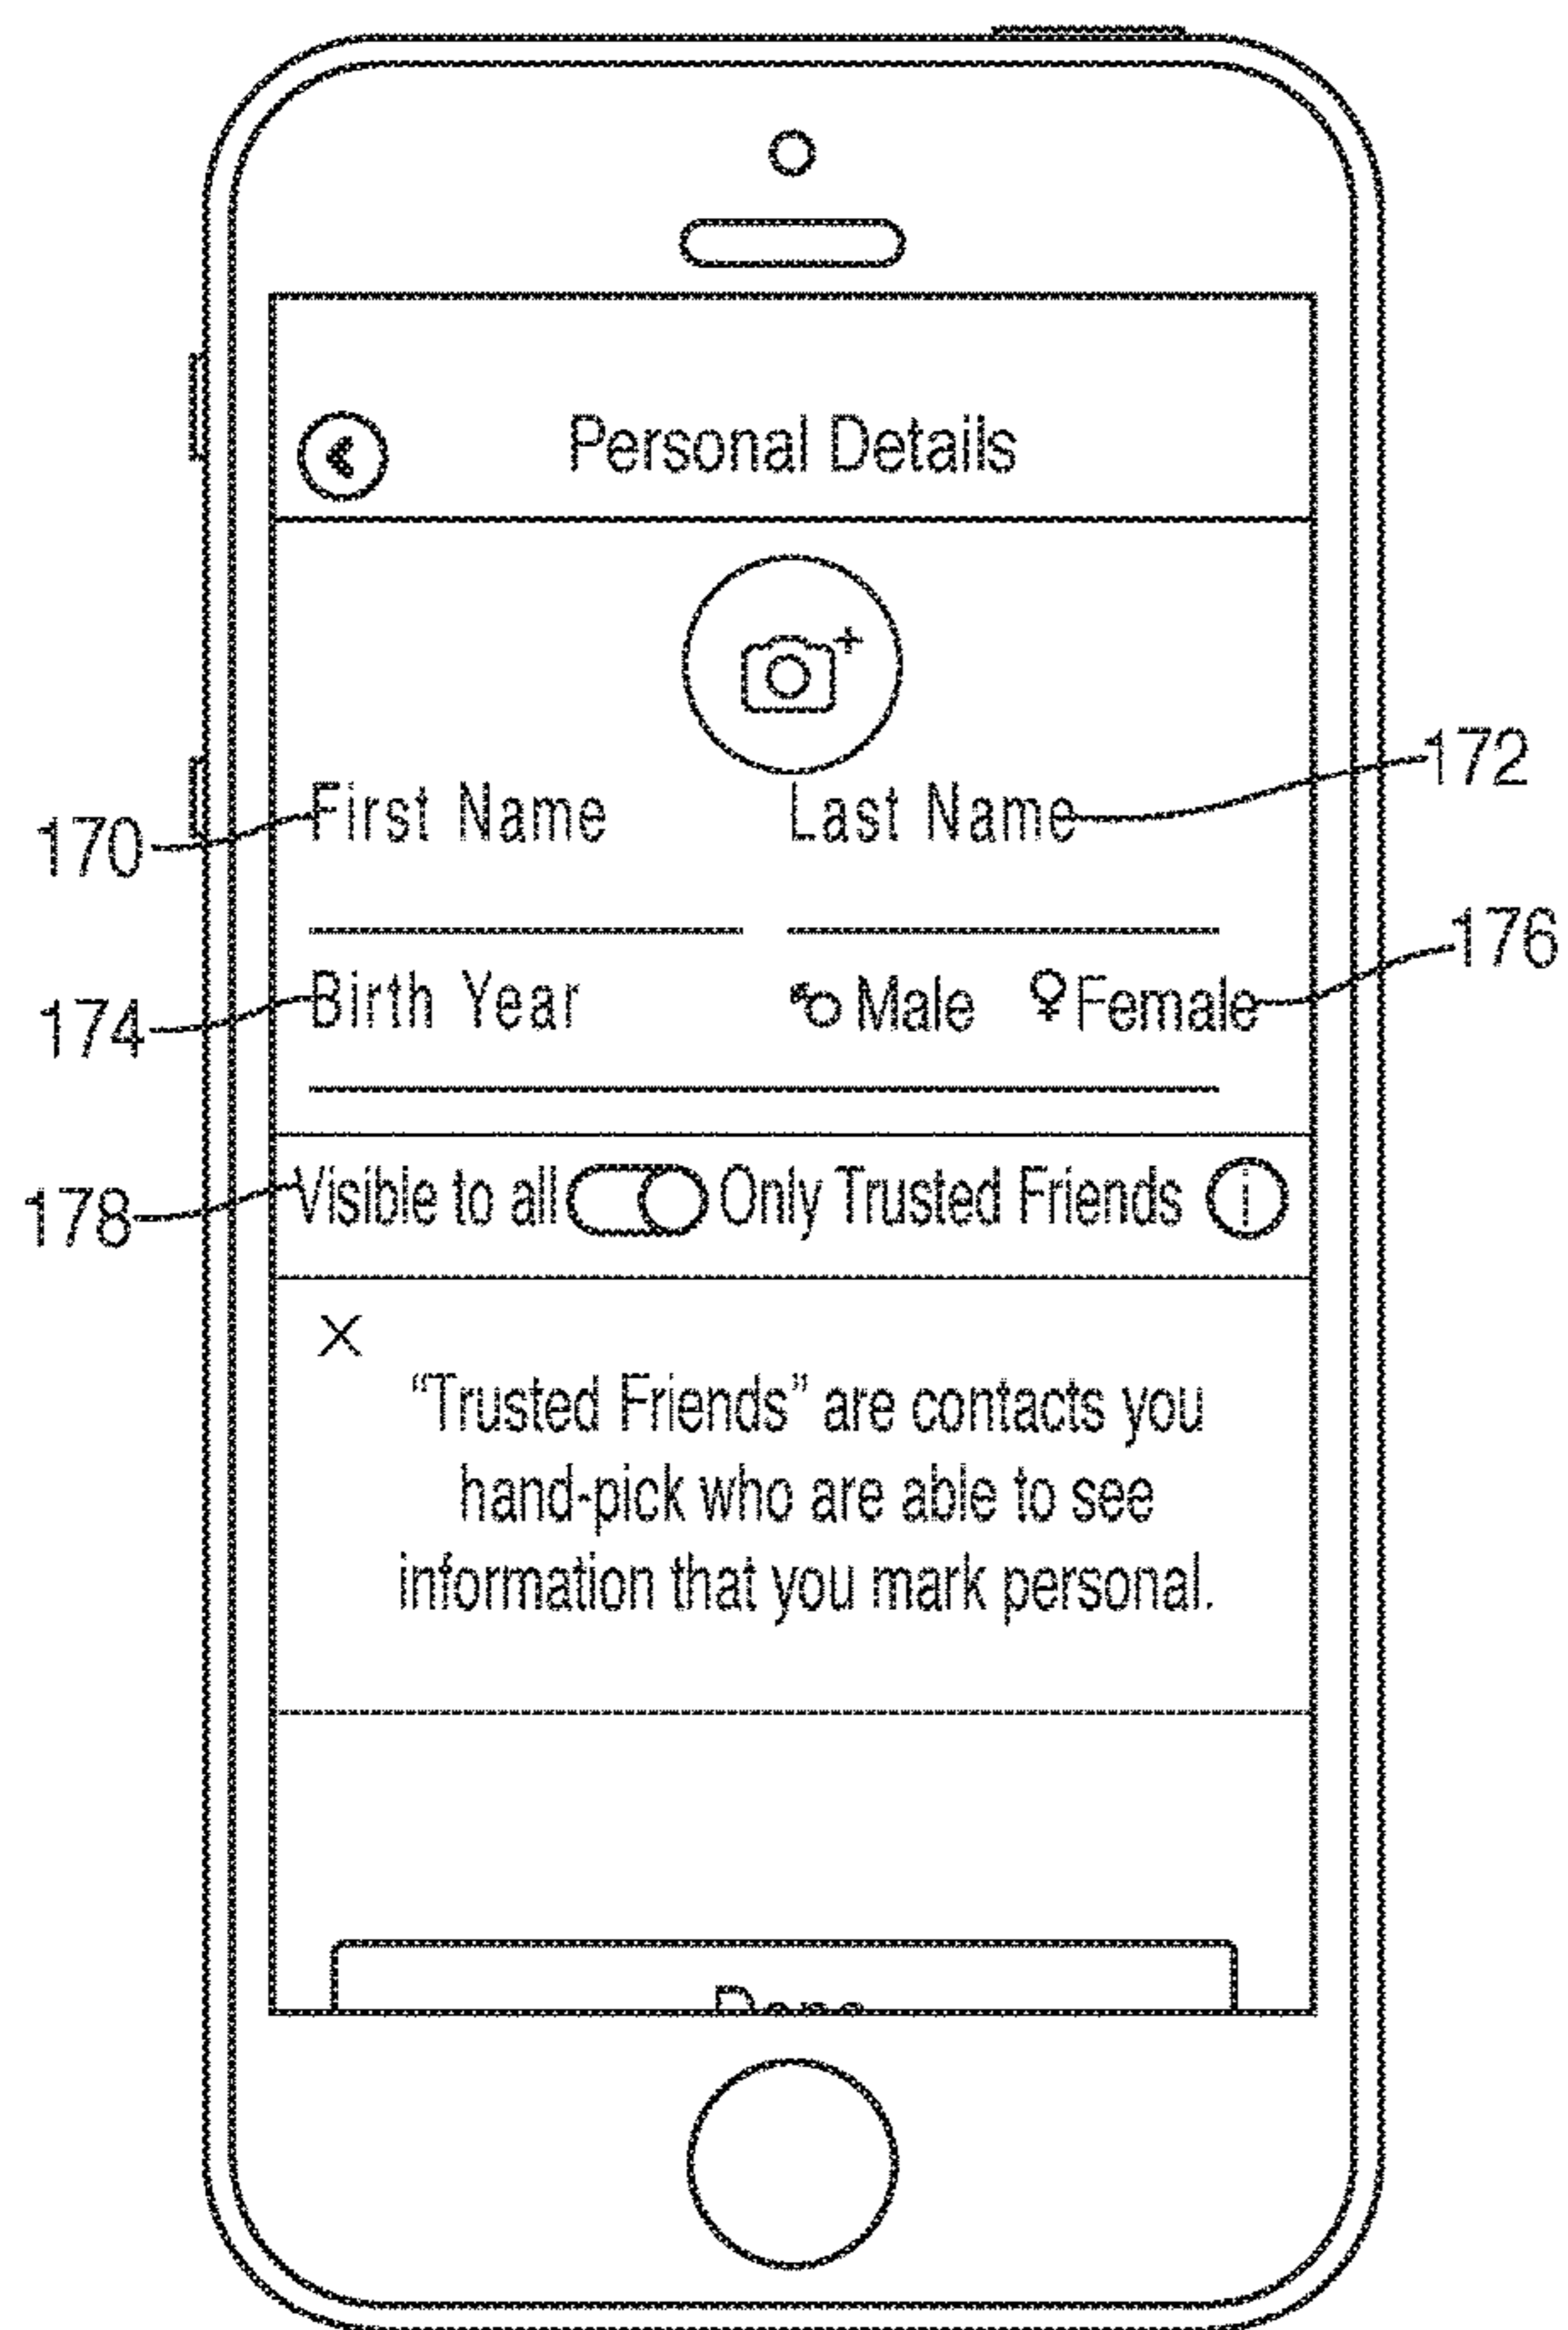 Personal Details
172
First Name Last Name
170
176
Birth Year ♂Male ♀Female
174
Visible to all Only Trusted Friends i
178
X
“Trusted Friends” are contacts you
hand-pick who are able to see
information that you mark personal.
Done